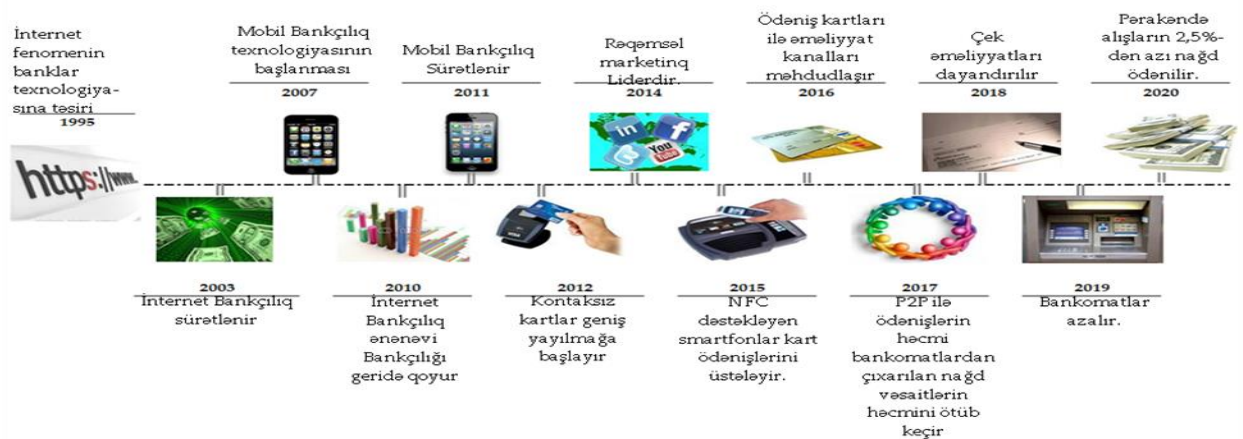 İnternet
fenomenin
banklar
texnologiya-
sına təsiri
1995
Mobil Bankçılıq
texnologiyasının
başlanması
2007
Mobil Bankçılıq
Sürətlənir
2011
Rəqəmsəl
marketinq
Liderdir.
2014
Ödəniş kartları
ilə əməliyyat
kanalları
məhdudlaşır
2016
Çek
əməliyyatları
dayandırılır
2018
Pərakəndə
alışların 2,5%-
dən azı nağd
ödənilir.
2020
https://www.
in
f
You
Tube
2003
İnternet Bankçılıq
sürətlənir
2010
İnternet
Bankçılıq
ənənəvi
Bankçılığı
geridə qoyur
2012
Kontaksız
kartlar geniş
yayılmağa
başlayır
2015
NFC
dəstəkləyən
smartfonlar kart
ödənişlərini
üstələyir.
2017
P2P ilə
ödənişlərin
həcmi
bankomatlardan
çıxarılan nağd
vəsaitlərin
həcmini ötüb
keçir
2019
Bankomatlar
azalır.